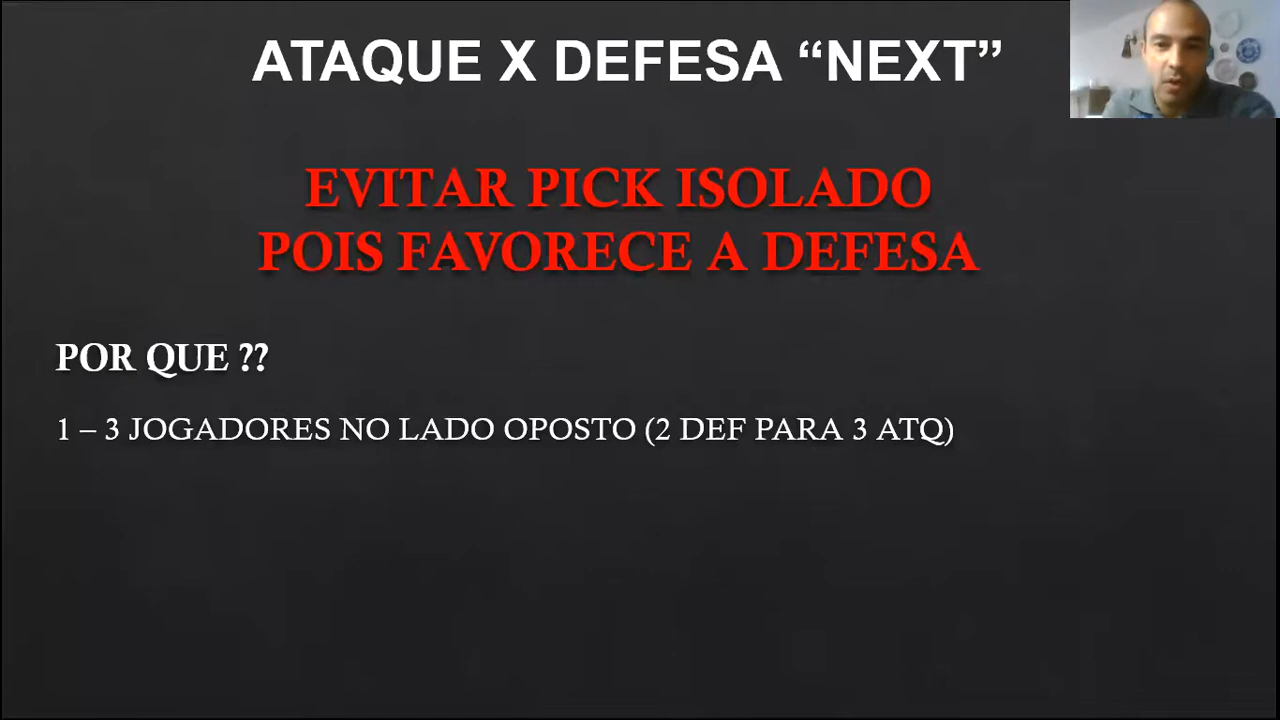 ATAQUE X DEFESA “NEXT”
EVITAR PICK ISOLADO
POIS FAVORECE A DEFESA
POR QUE ??
1 – 3 JOGADORES NO LADO OPOSTO (2 DEF PARA 3 ATQ)